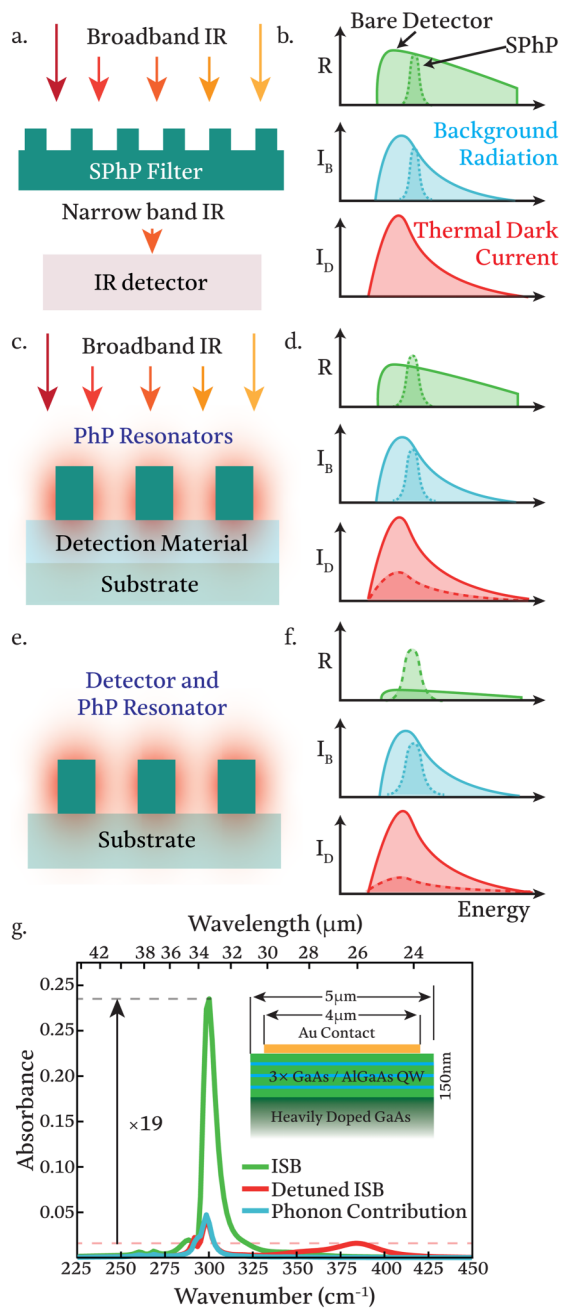 a.
Broadband IR
SPhP Filter
Narrow band IR
IR detector
b.
Bare Detector
SPhP
R
Background
Radiation
I_B
Thermal Dark
Current
I_D
c.
Broadband IR
PhP Resonators
Detection Material
Substrate
d.
R
I_B
I_D
e.
Detector and
PhP Resonator
Substrate
f.
R
I_B
I_D
Energy
g.
Wavelength (μm)
42 40 38 36 34 32 30 28 26 24
0.25
0.20
0.15
0.10
0.05
Absorbance
×19
5μm
4μm
Au Contact
3× GaAs / AlGaAs QW
150nm
Heavily Doped GaAs
ISB
Detuned ISB
Phonon Contribution
225 250 275 300 325 350 375 400 425 450
Wavenumber (cm⁻¹)